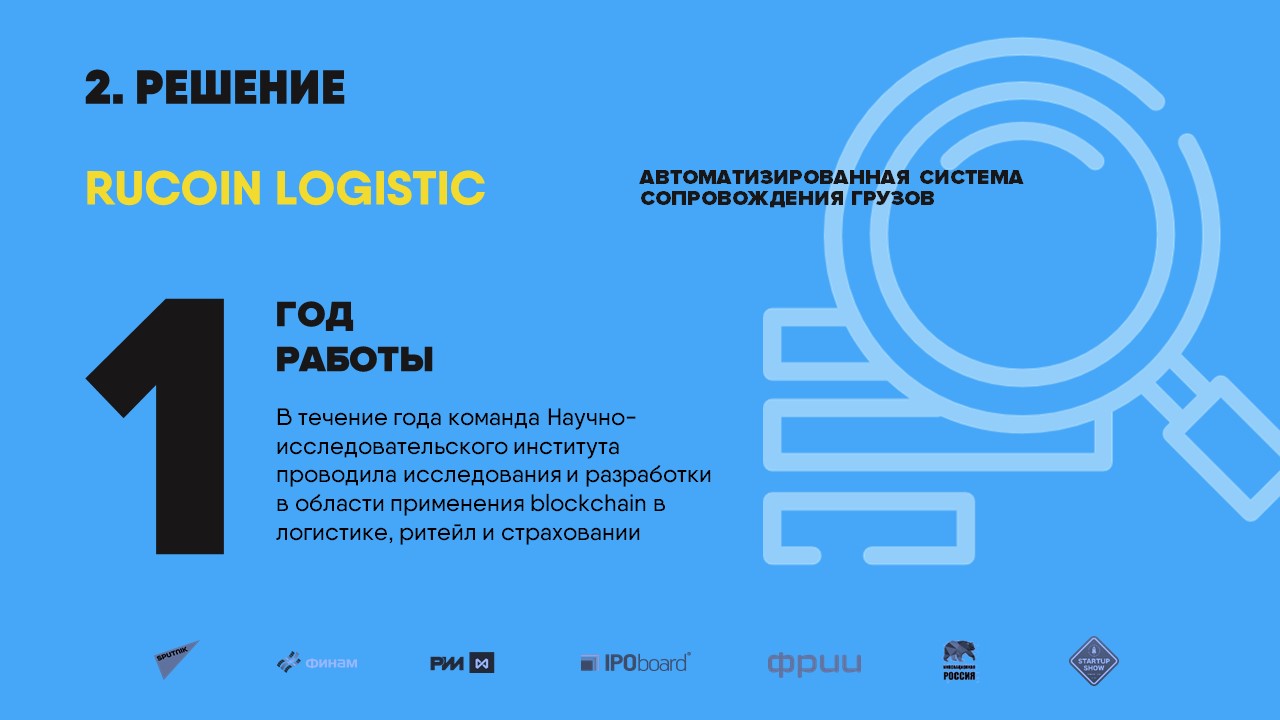 2. РЕШЕНИЕ
RUCOIN LOGISTIC
АВТОМАТИЗИРОВАННАЯ СИСТЕМА
СОПРОВОЖДЕНИЯ ГРУЗОВ
1
ГОД
РАБОТЫ
В течение года команда Научно-
исследовательского института
проводила исследования и разработки
в области применения blockchain в
логистике, ритейл и страховании
SPUTNIK
финам
РИИ
IPOboard
фрии
РОССИЯ
STARTUP
SHOW